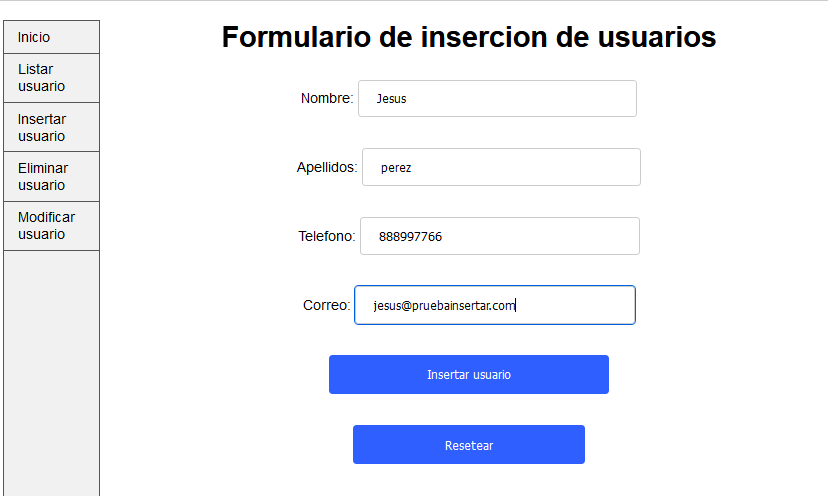 Inicio
Listar
usuario
Insertar
usuario
Eliminar
usuario
Modificar
usuario
Formulario de insercion de usuarios
Nombre: Jesus
Apellidos: perez
Telefono: 888997766
Correo: jesus@pruebainsertar.com
Insertar usuario
Resetear